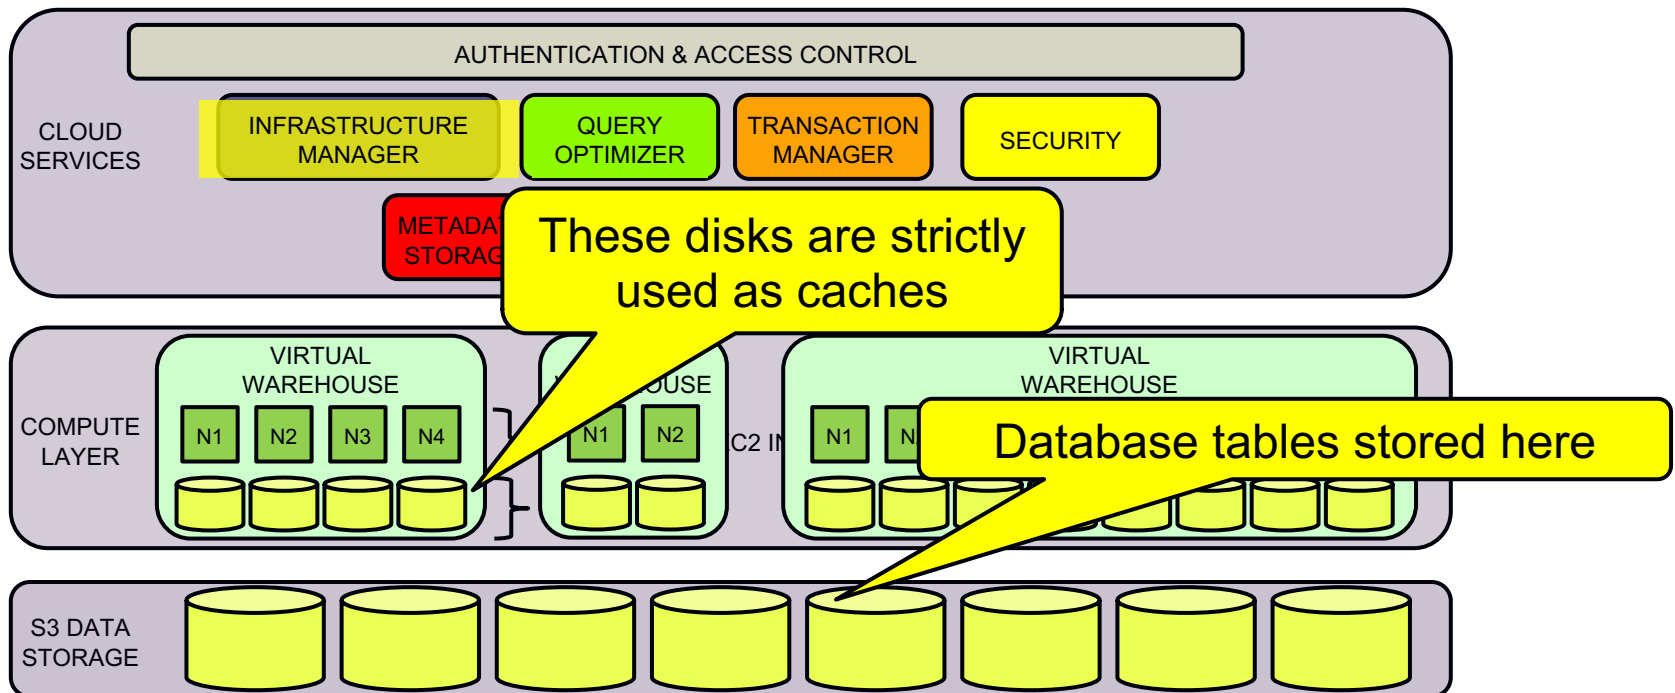 AUTHENTICATION & ACCESS CONTROL
CLOUD
SERVICES
INFRASTRUCTURE
MANAGER
QUERY
OPTIMIZER
TRANSACTION
MANAGER
SECURITY
These disks are strictly
used as caches
COMPUTE
LAYER
VIRTUAL
WAREHOUSE
N1 N2 N3 N4
N1 N2
VIRTUAL
WAREHOUSE
N1
Database tables stored here
S3 DATA
STORAGE